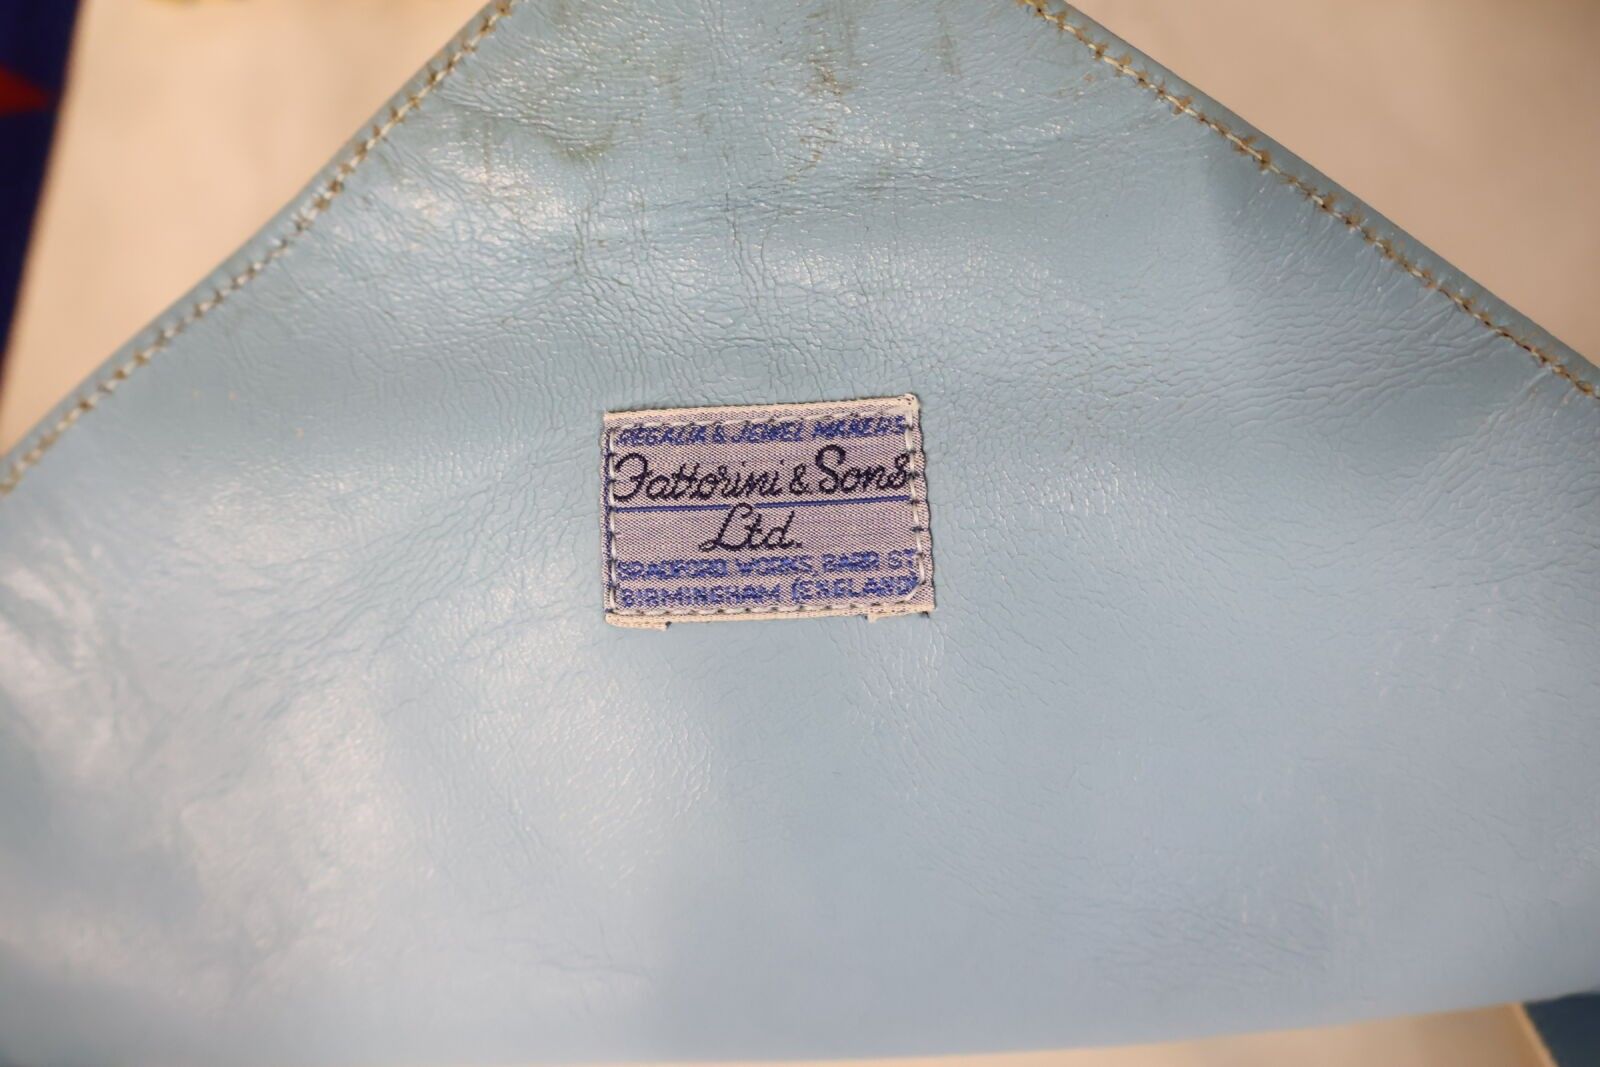 REGALIA & JEWEL MAKERS
Fattorini & Sons
Ltd.
BRADFORD WORKS, BARR ST
BIRMINGHAM (ENGLAND)